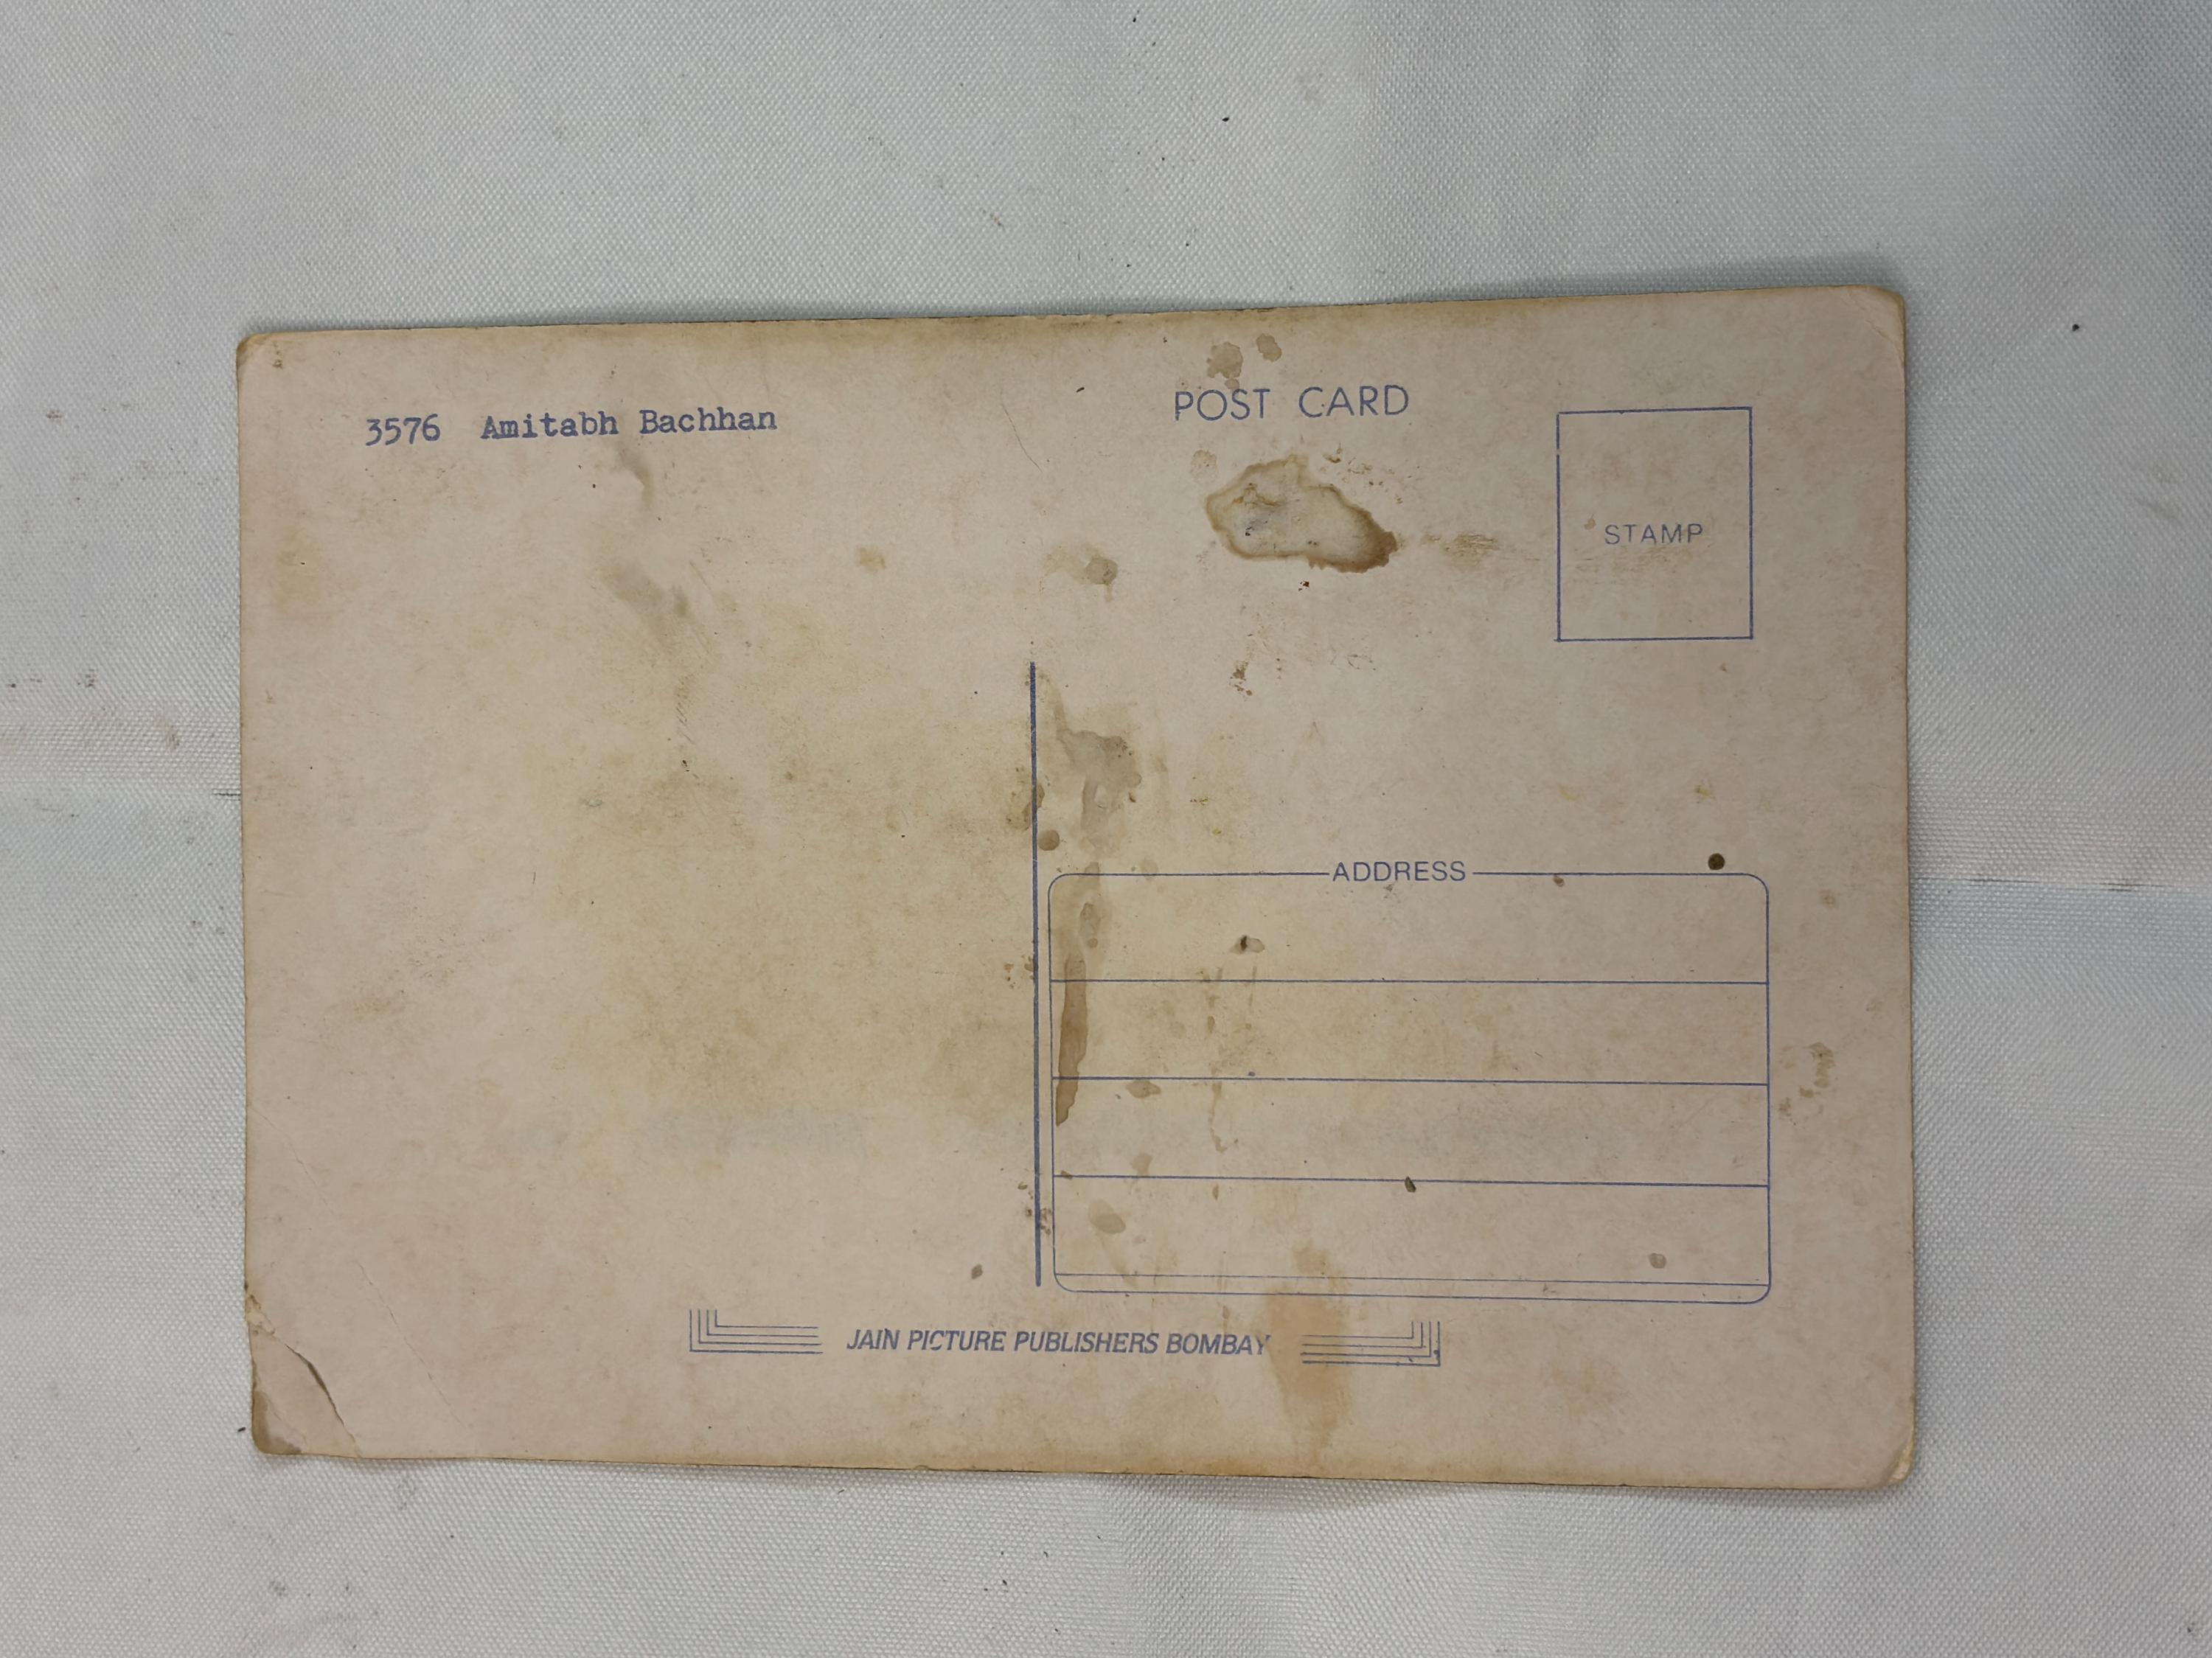 3576 Amitabh Bachhan
POST CARD
STAMP
ADDRESS
JAIN PICTURE PUBLISHERS BOMBAY